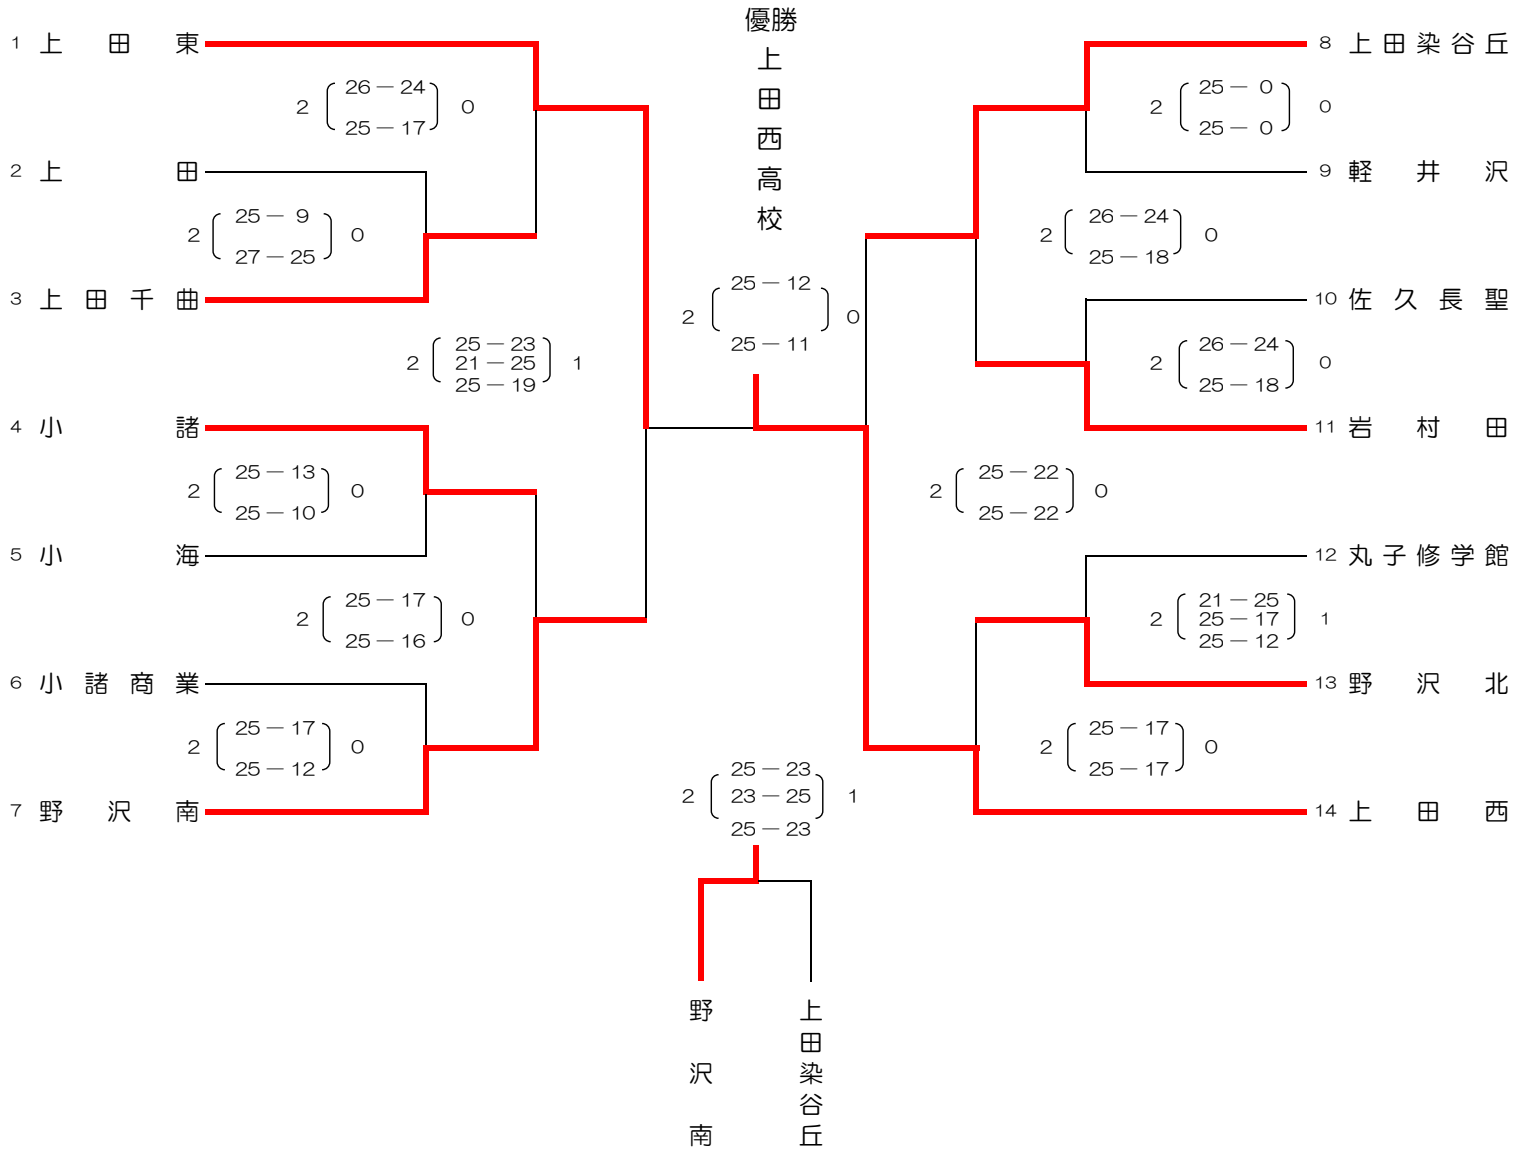 優勝
上田西高校
1 上田東
2 ( 26－24 25－17 ) 0
2 上田
2 ( 25－9 27－25 ) 0
3 上田千曲
2 ( 25－23 21－25 25－19 ) 1
4 小諸
2 ( 25－13 25－10 ) 0
5 小海
2 ( 25－17 25－16 ) 0
6 小諸商業
2 ( 25－17 25－12 ) 0
7 野沢南
2 ( 25－12 25－11 ) 0
8 上田染谷丘
2 ( 25－0 25－0 ) 0
9 軽井沢
2 ( 26－24 25－18 ) 0
10 佐久長聖
2 ( 26－24 25－18 ) 0
11 岩村田
2 ( 25－22 25－22 ) 0
12 丸子修学館
2 ( 21－25 25－17 25－12 ) 1
13 野沢北
2 ( 25－17 25－17 ) 0
14 上田西
2 ( 25－23 23－25 25－23 ) 1
野沢南
上田染谷丘